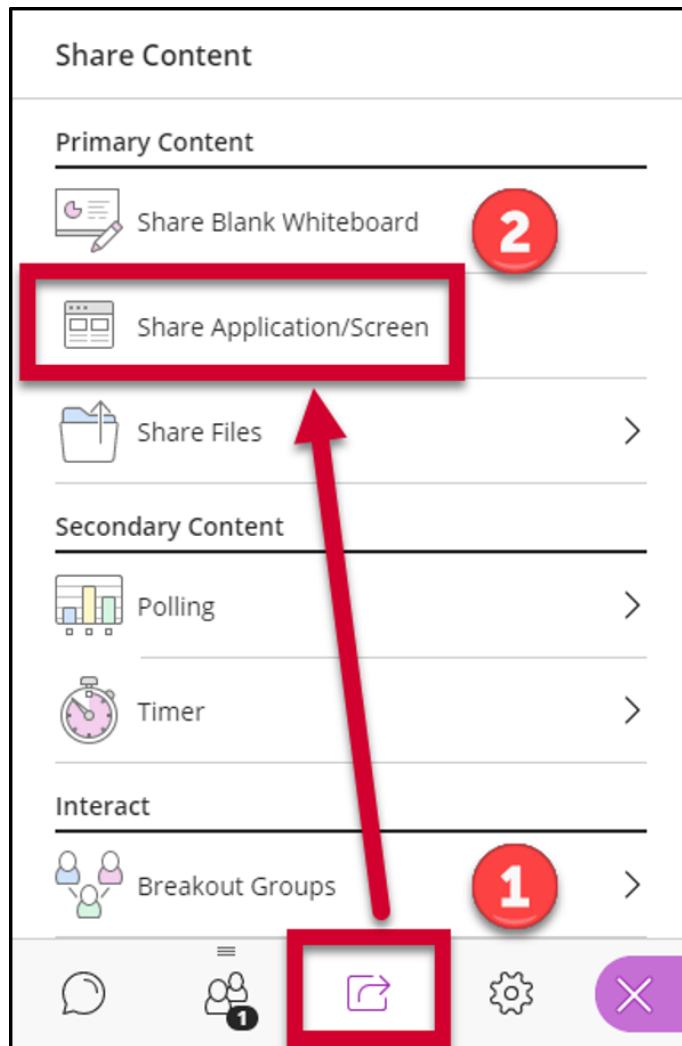 Share Content
Primary Content
Share Blank Whiteboard
2
Share Application/Screen
Share Files
Secondary Content
Polling
Timer
Interact
Breakout Groups
1
1